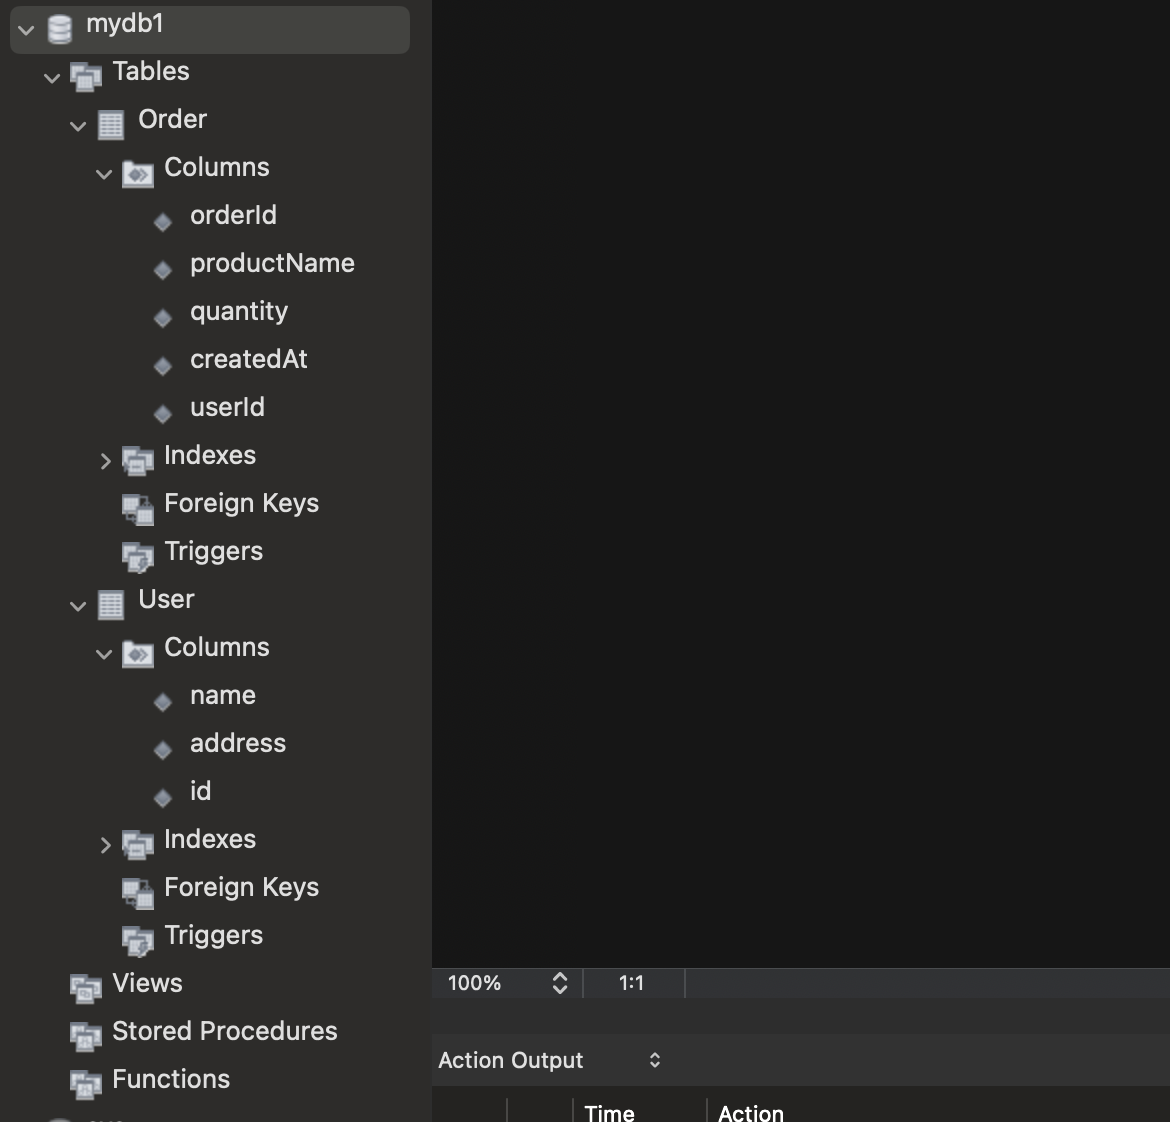 mydb1
Tables
Order
Columns
orderId
productName
quantity
createdAt
userId
Indexes
Foreign Keys
Triggers
User
Columns
name
address
id
Indexes
Foreign Keys
Triggers
Views
Stored Procedures
Functions
100% 1:1
Action Output
Time Action